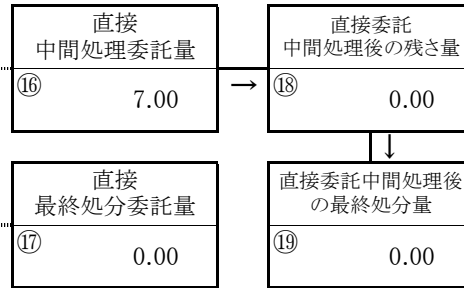 直接
中間処理委託量
⑯
7.00
→
直接委託
中間処理後の残さ量
⑱
0.00
↓
直接
最終処分委託量
⑰
0.00
直接委託中間処理後
の最終処分量
⑲
0.00